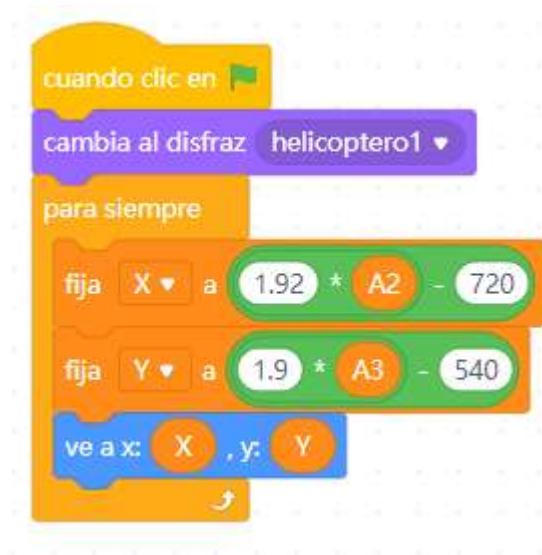 cuando clic en
cambia al disfraz helicoptero1
para siempre
fija X a 1.92 * A2 - 720
fija Y a 1.9 * A3 - 540
ve a x: X , y: Y